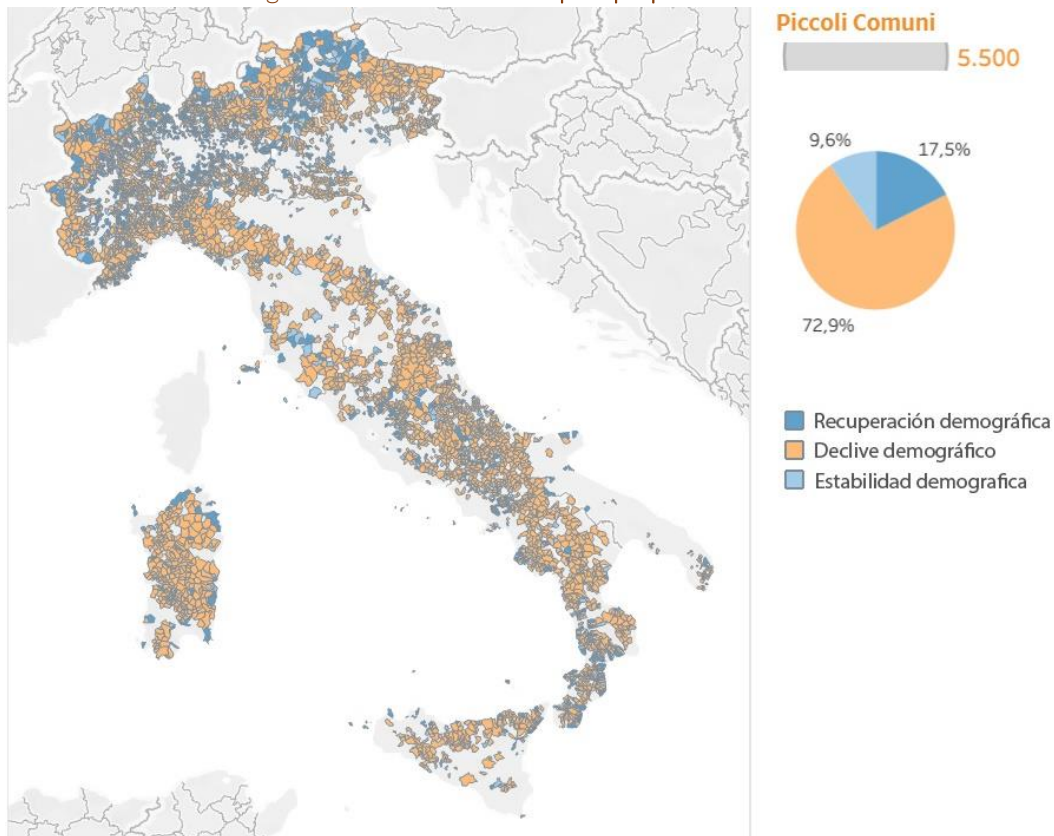 Piccoli Comuni
5.500
9,6%
17,5%
72,9%
Recuperación demográfica
Declive demográfico
Estabilidad demografica